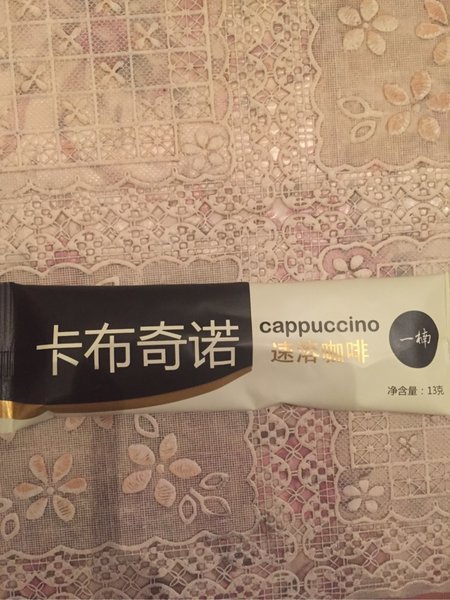 卡布奇诺
cappuccino
速溶咖啡
一楠
净含量：13克